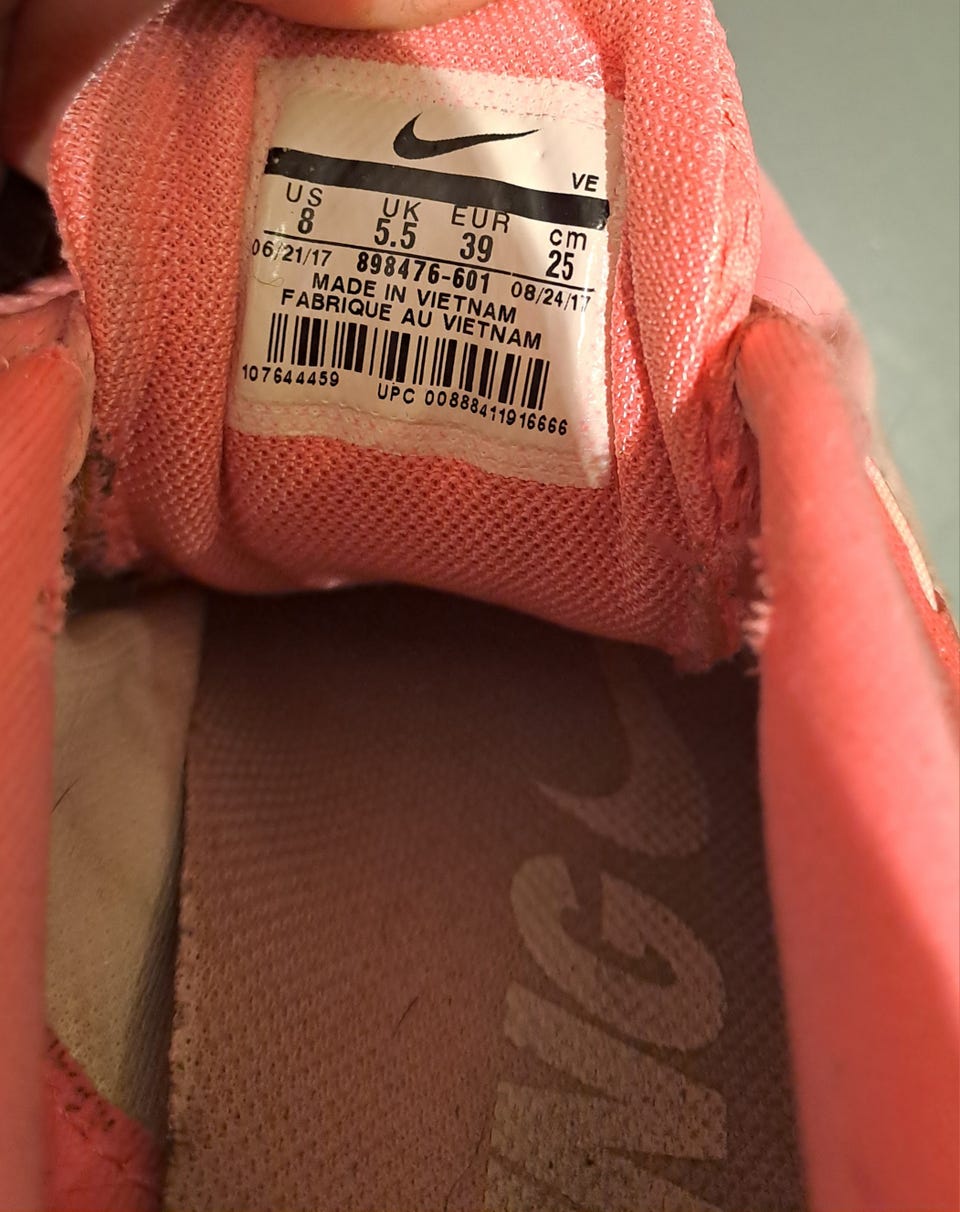 VE
US UK EUR cm
8 5.5 39 25
06/21/17 898476-601 08/24/17
MADE IN VIETNAM
FABRIQUE AU VIETNAM
107644459 UPC 00888411916666